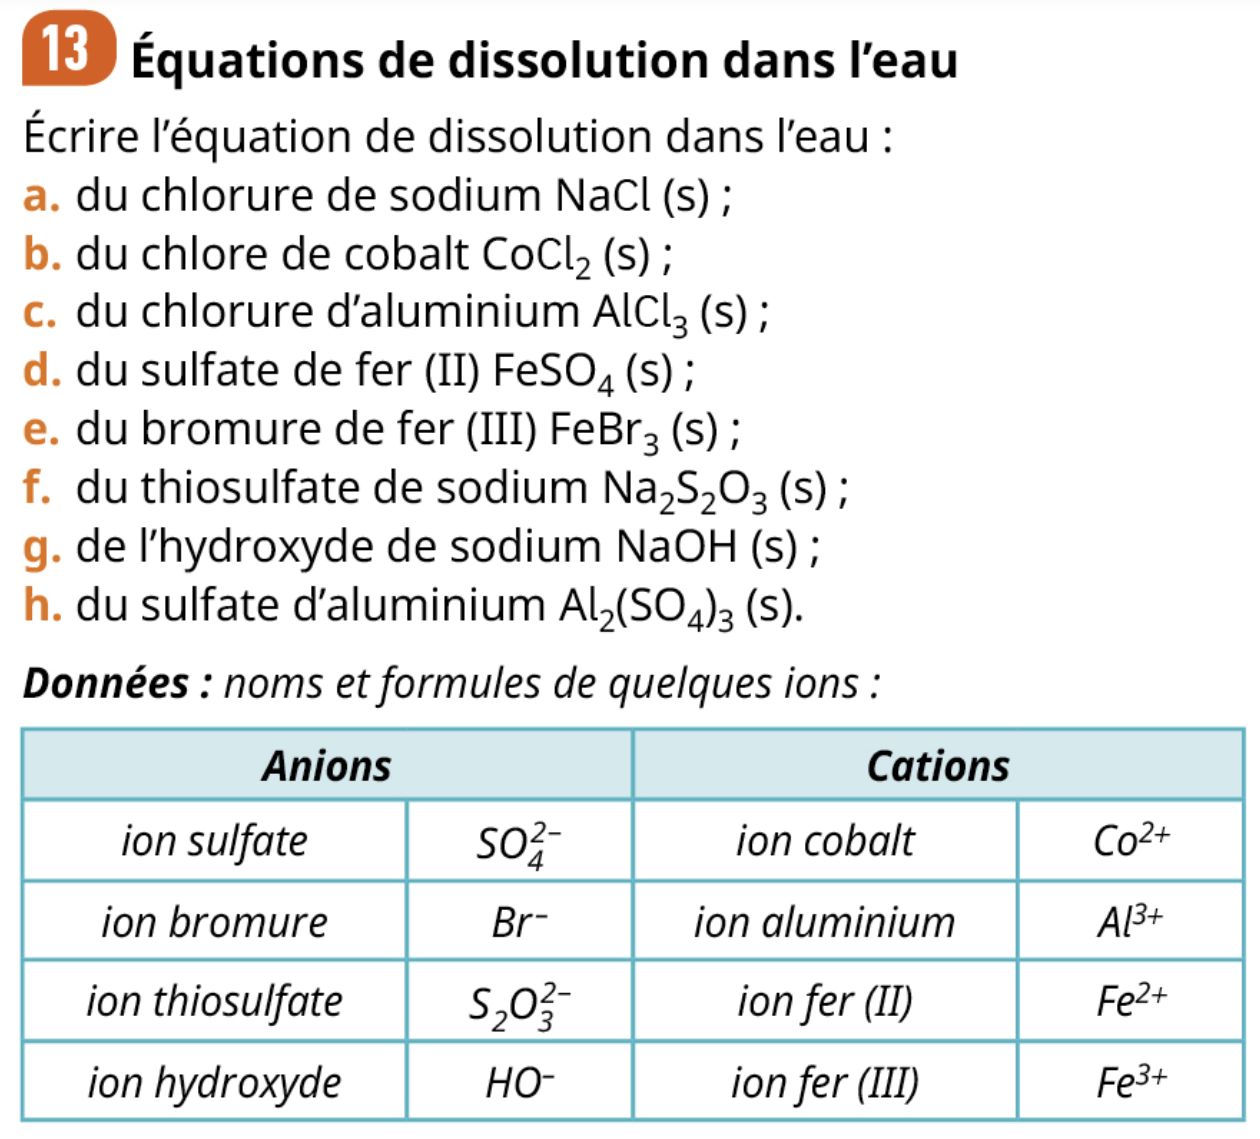 13 Équations de dissolution dans l’eau
Écrire l’équation de dissolution dans l’eau :
a. du chlorure de sodium NaCl (s) ;
b. du chlore de cobalt CoCl₂ (s) ;
c. du chlorure d’aluminium AlCl₃ (s) ;
d. du sulfate de fer (II) FeSO₄ (s) ;
e. du bromure de fer (III) FeBr₃ (s) ;
f. du thiosulfate de sodium Na₂S₂O₃ (s) ;
g. de l’hydroxyde de sodium NaOH (s) ;
h. du sulfate d’aluminium Al₂(SO₄)₃ (s).
Données : noms et formules de quelques ions :
Anions Cations
ion sulfate SO₄²⁻ ion cobalt Co²⁺
ion bromure Br⁻ ion aluminium Al³⁺
ion thiosulfate S₂O₃²⁻ ion fer (II) Fe²⁺
ion hydroxyde HO⁻ ion fer (III) Fe³⁺